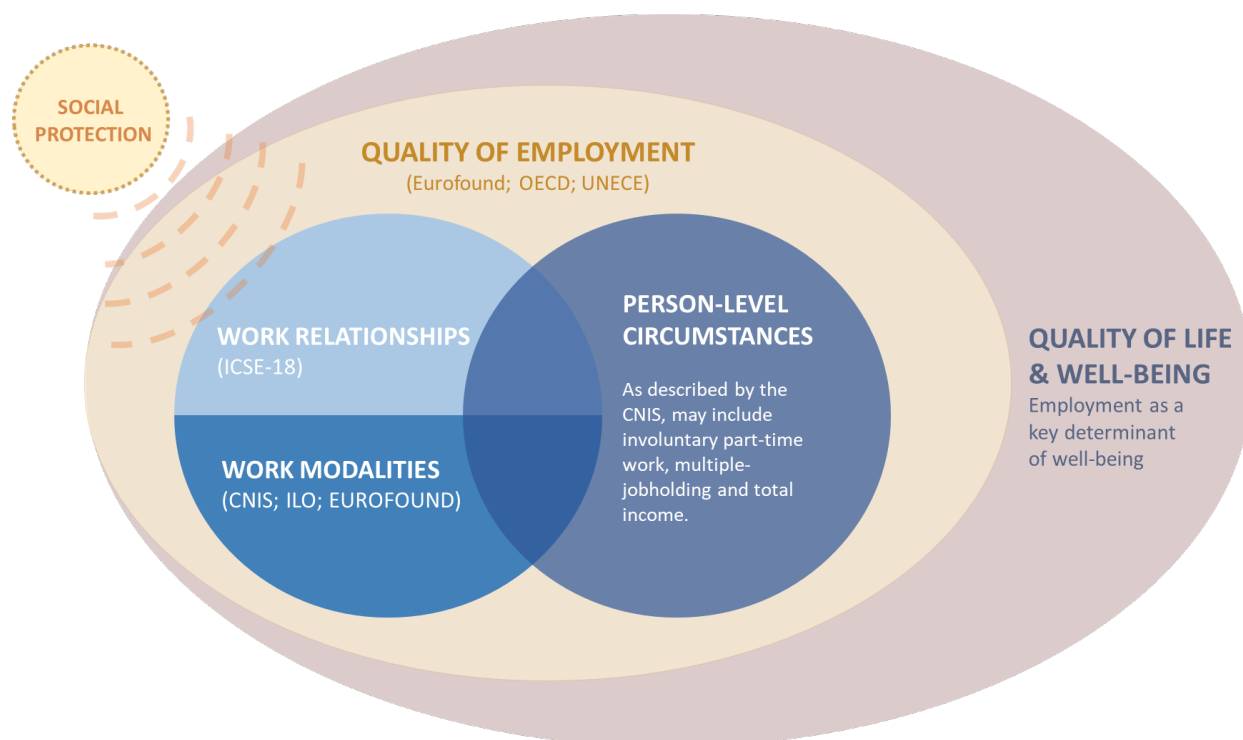 SOCIAL
PROTECTION
QUALITY OF EMPLOYMENT
(Eurofound; OECD; UNECE)
WORK RELATIONSHIPS
(ICSE-18)
WORK MODALITIES
(CNIS; ILO; EUROFOUND)
PERSON-LEVEL
CIRCUMSTANCES
As described by the
CNIS, may include
involuntary part-time
work, multiple-
jobholding and total
income.
QUALITY OF LIFE
& WELL-BEING
Employment as a
key determinant
of well-being